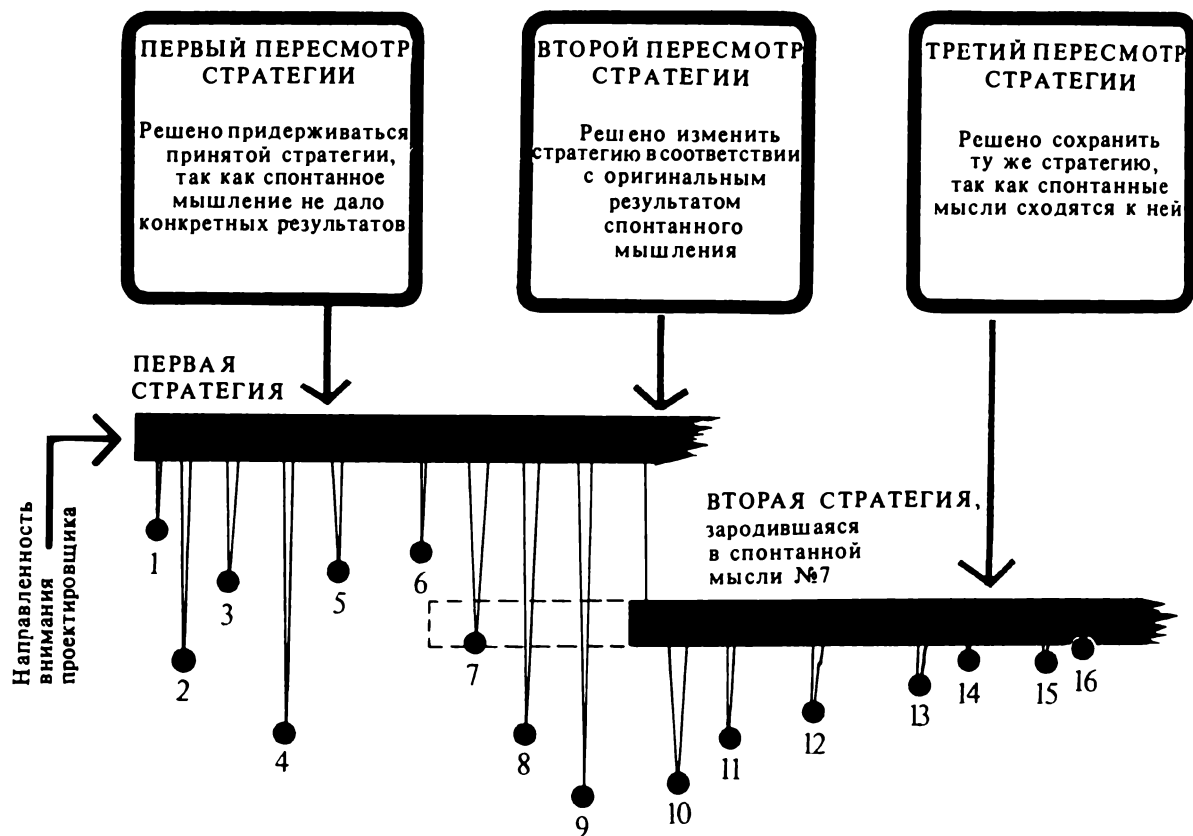 ПЕРВЫЙ ПЕРЕСМОТР
СТРАТЕГИИ
Решено придерживаться
принятой стратегии,
так как спонтанное
мышление не дало
конкретных результатов
ВТОРОЙ ПЕРЕСМОТР
СТРАТЕГИИ
Решено изменить
стратегию в соответствии
с оригинальным
результатом
спонтанного
мышления
ТРЕТИЙ ПЕРЕСМОТР
СТРАТЕГИИ
Решено сохранить
ту же стратегию,
так как спонтанные
мысли сходятся к ней
ПЕРВАЯ
СТРАТЕГИЯ
Направленность
внимания
проектировщика
ВТОРАЯ СТРАТЕГИЯ,
зародившаяся
в спонтанной
мысли №7
1
2
3
4
5
6
7
8
9
10
11
12
13
14
15
16